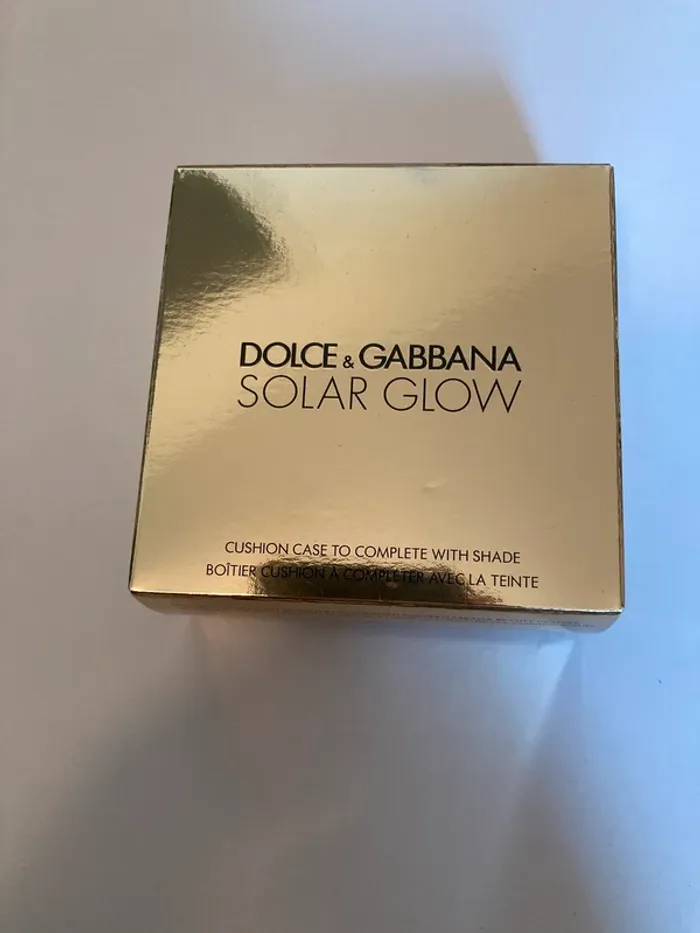 DOLCE & GABBANA
SOLAR GLOW
CUSHION CASE TO COMPLETE WITH SHADE
BOÎTIER CUSHION À COMPLÉTER AVEC LA TEINTE